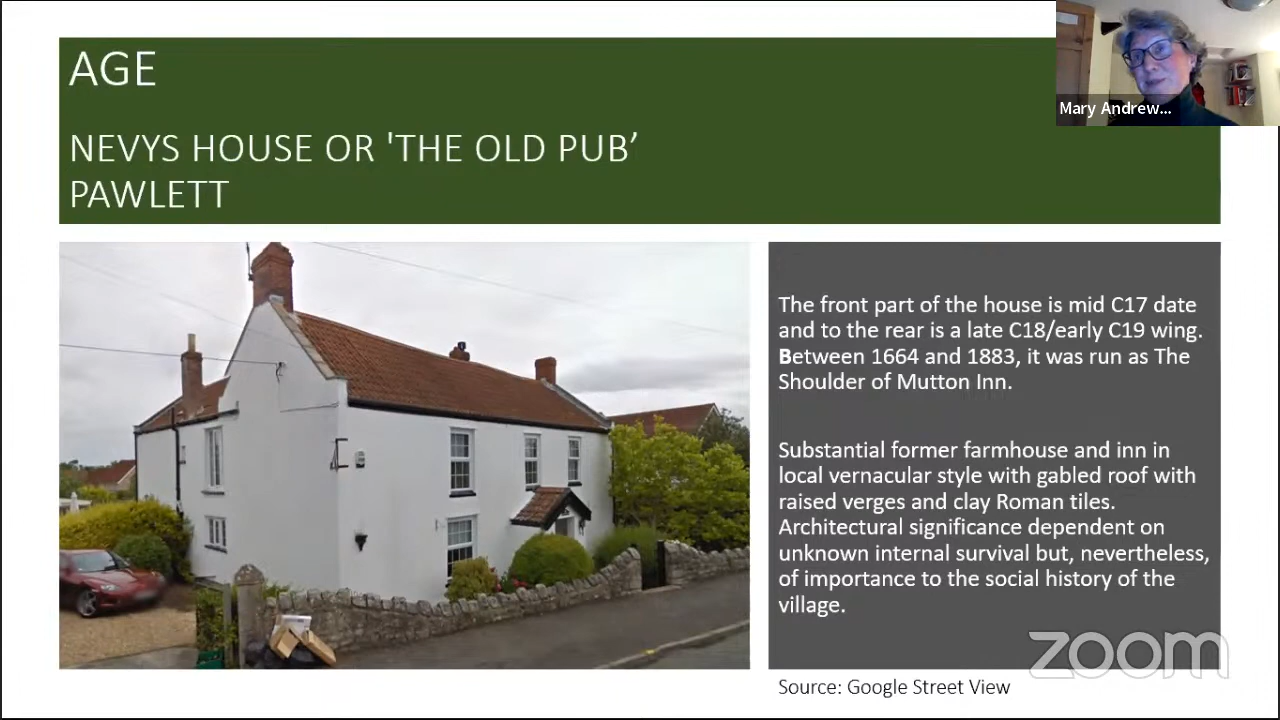 AGE
NEVYS HOUSE OR 'THE OLD PUB’
PAWLETT
Mary Andrew...
The front part of the house is mid C17 date
and to the rear is a late C18/early C19 wing.
Between 1664 and 1883, it was run as The
Shoulder of Mutton Inn.
Substantial former farmhouse and inn in
local vernacular style with gabled roof with
raised verges and clay Roman tiles.
Architectural significance dependent on
unknown internal survival but, nevertheless,
of importance to the social history of the
village.
zoom
Source: Google Street View